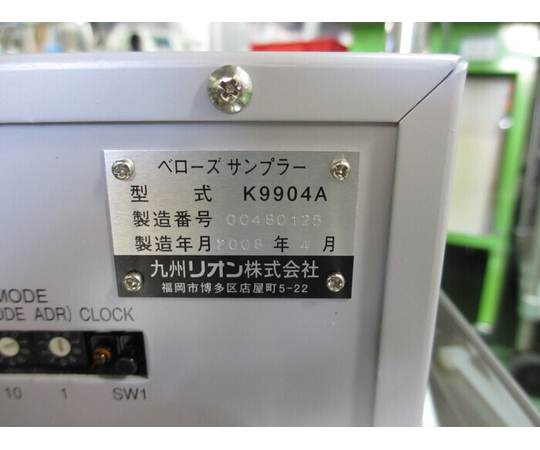 ベローズ サンプラー
型 式 K9904A
製造番号 00480125
製造年月 2008 年 4 月
九州リオン株式会社
福岡市博多区店屋町5-22
MODE
ODE ADR) CLOCK
10 1 SW1